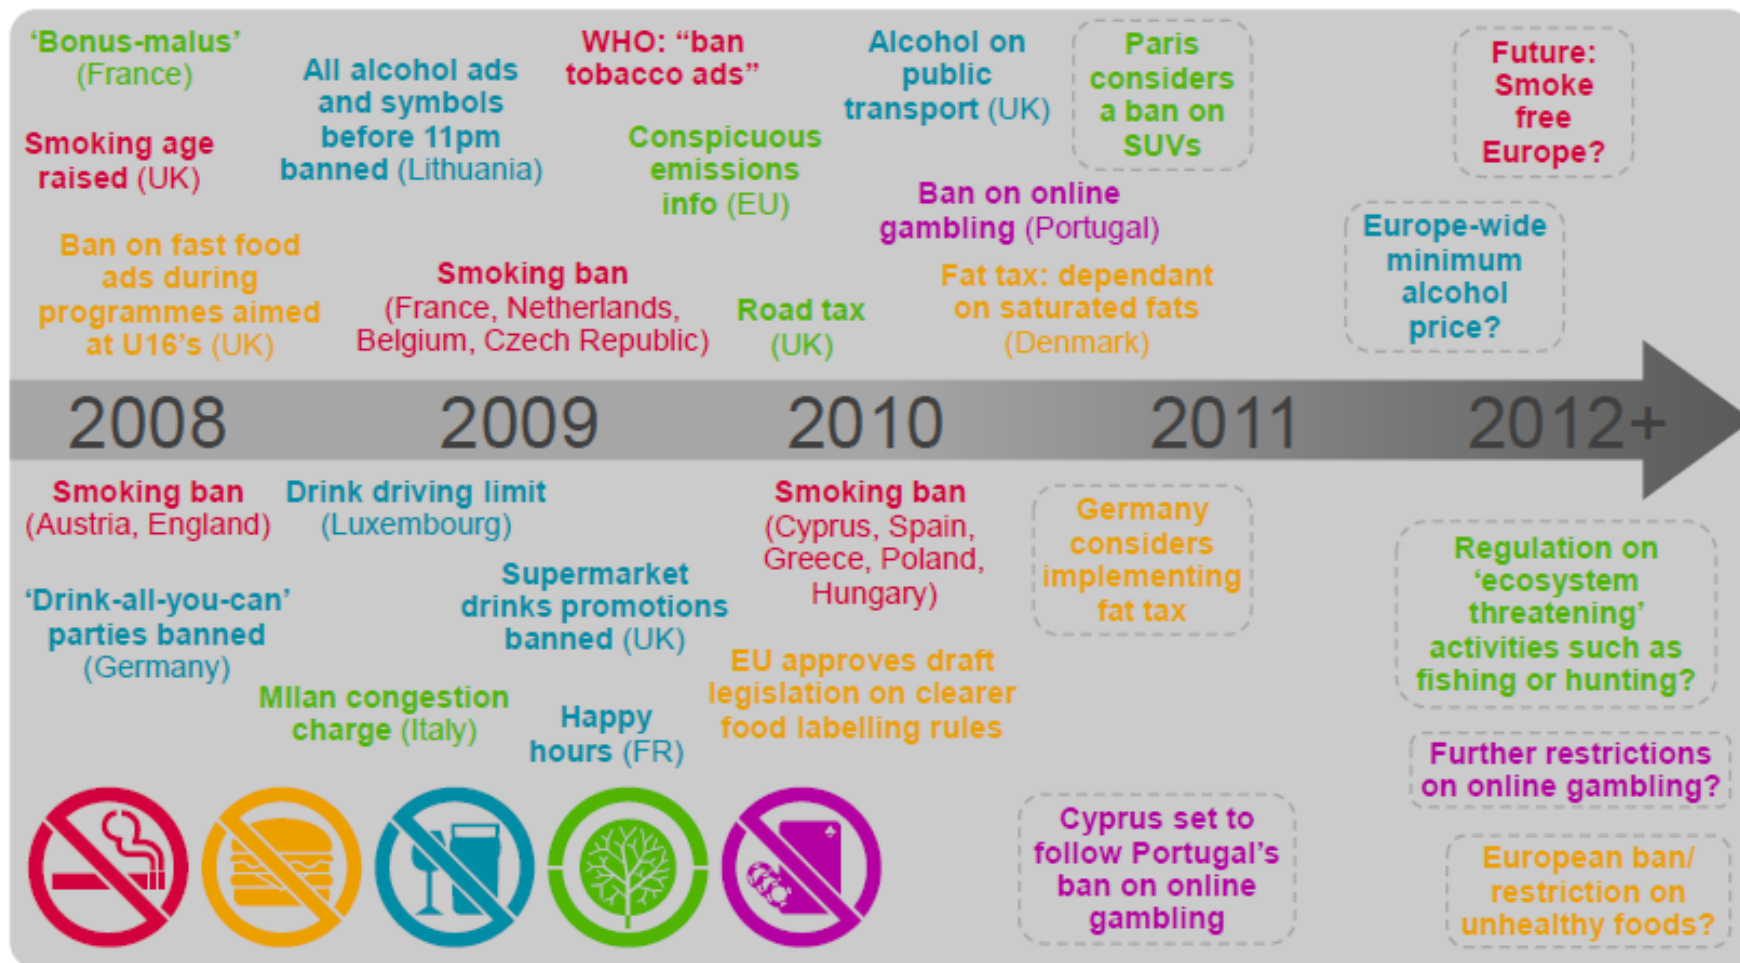 ‘Bonus-malus’
(France)
Smoking age
raised (UK)
Ban on fast food
ads during
programmes aimed
at U16’s (UK)
All alcohol ads
and symbols
before 11pm
banned (Lithuania)
WHO: “ban
tobacco ads”
Conspicuous
emissions
info (EU)
Smoking ban
(France, Netherlands,
Belgium, Czech Republic)
Road tax
(UK)
Alcohol on
public
transport (UK)
Ban on online
gambling (Portugal)
Fat tax: dependant
on saturated fats
(Denmark)
Paris
considers
a ban on
SUVs
Future:
Smoke
free
Europe?
Europe-wide
minimum
alcohol
price?
2008
2009
2010
2011
2012+
Smoking ban
(Austria, England)
‘Drink-all-you-can’
parties banned
(Germany)
Drink driving limit
(Luxembourg)
Supermarket
drinks promotions
banned (UK)
MIlan congestion
charge (Italy)
Happy
hours (FR)
Smoking ban
(Cyprus, Spain,
Greece, Poland,
Hungary)
EU approves draft
legislation on clearer
food labelling rules
Germany
considers
implementing
fat tax
Cyprus set to
follow Portugal’s
ban on online
gambling
Regulation on
‘ecosystem
threatening’
activities such as
fishing or hunting?
Further restrictions
on online gambling?
European ban/
restriction on
unhealthy foods?